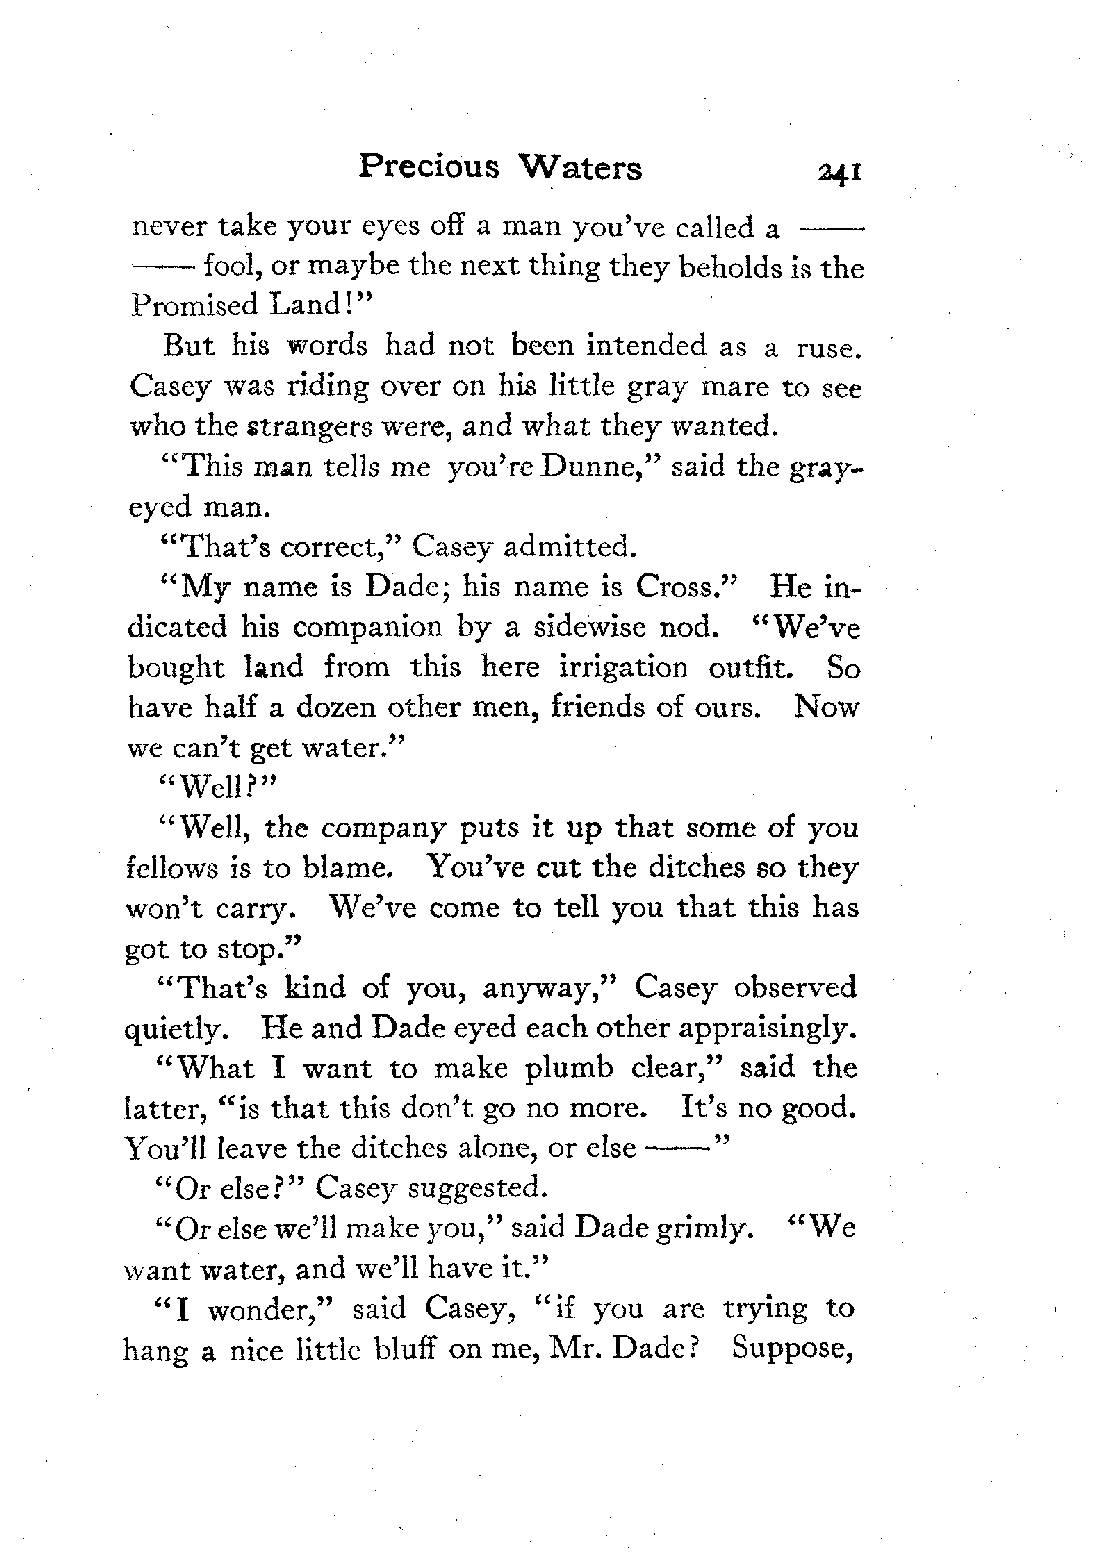 Precious Waters 241
never take your eyes off a man you've called a ——
—— fool, or maybe the next thing they beholds is the
Promised Land!"
But his words had not been intended as a ruse.
Casey was riding over on his little gray mare to see
who the strangers were, and what they wanted.
"This man tells me you're Dunne," said the gray-
eyed man.
"That's correct," Casey admitted.
"My name is Dade; his name is Cross." He in-
dicated his companion by a sidewise nod. "We've
bought land from this here irrigation outfit. So
have half a dozen other men, friends of ours. Now
we can't get water."
"Well?"
"Well, the company puts it up that some of you
fellows is to blame. You've cut the ditches so they
won't carry. We've come to tell you that this has
got to stop."
"That's kind of you, anyway," Casey observed
quietly. He and Dade eyed each other appraisingly.
"What I want to make plumb clear," said the
latter, "is that this don't go no more. It's no good.
You'll leave the ditches alone, or else ——"
"Or else?" Casey suggested.
"Or else we'll make you," said Dade grimly. "We
want water, and we'll have it."
"I wonder," said Casey, "if you are trying to
hang a nice little bluff on me, Mr. Dade? Suppose,